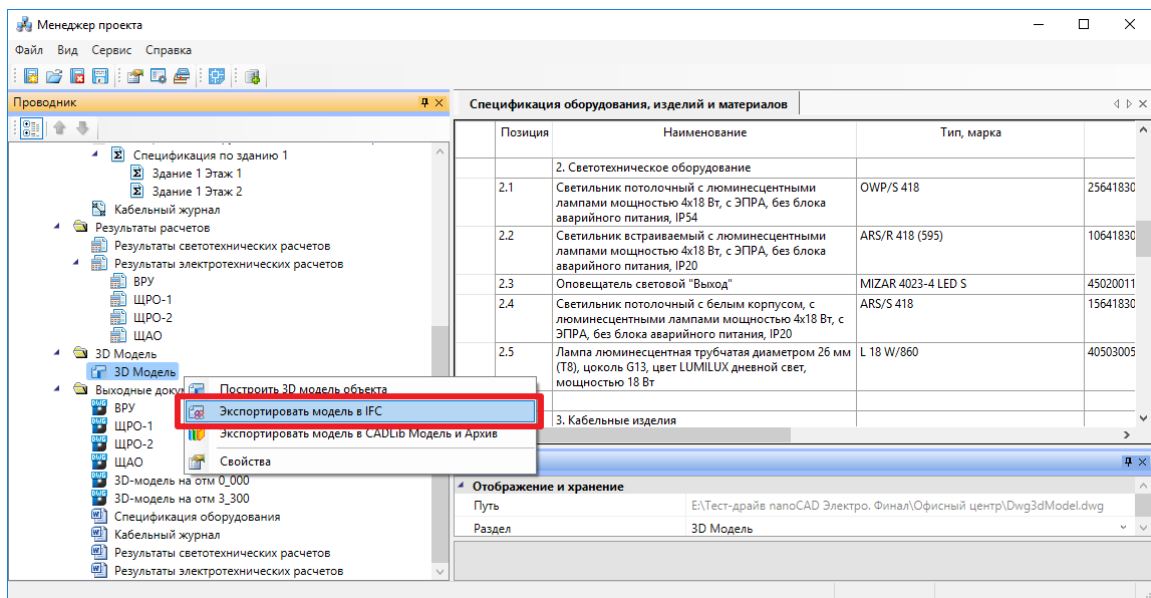 Менеджер проекта
Файл Вид Сервис Справка
Проводник
Спецификация по зданию 1
Здание 1 Этаж 1
Здание 1 Этаж 2
Кабельный журнал
Результаты расчетов
Результаты светотехнических расчетов
Результаты электротехнических расчетов
ВРУ
ЩРО-1
ЩРО-2
ЩАО
3D Модель
3D Модель
Выходные доку
ВРУ
ЩРО-1
ЩРО-2
ЩАО
3D-модель на отм 0_000
3D-модель на отм 3_300
Спецификация оборудования
Кабельный журнал
Результаты светотехнических расчетов
Результаты электротехнических расчетов
Построить 3D модель объекта
Экспортировать модель в IFC
Экспортировать модель в CADLib Модель и Архив
Свойства
Спецификация оборудования, изделий и материалов
Позиция Наименование Тип, марка
2. Светотехническое оборудование
2.1 Светильник потолочный с люминесцентными OWP/S 418 25641830
лампами мощностью 4x18 Вт, с ЭПРА, без блока
аварийного питания, IP54
2.2 Светильник встраиваемый с люминесцентными ARS/R 418 (595) 10641830
лампами мощностью 4x18 Вт, с ЭПРА, без блока
аварийного питания, IP20
2.3 Оповещатель световой "Выход" MIZAR 4023-4 LED S 45020011
2.4 Светильник потолочный с белым корпусом, с ARS/S 418 15641830
люминесцентными лампами мощностью 4x18 Вт, с
ЭПРА, без блока аварийного питания, IP20
2.5 Лампа люминесцентная трубчатая диаметром 26 мм L 18 W/860 40503005
(T8), цоколь G13, цвет LUMILUX дневной свет,
мощностью 18 Вт
3. Кабельные изделия
Отображение и хранение
Путь E:\Тест-драйв nanoCAD Электро. Финал\Офисный центр\Dwg3dModel.dwg
Раздел 3D Модель